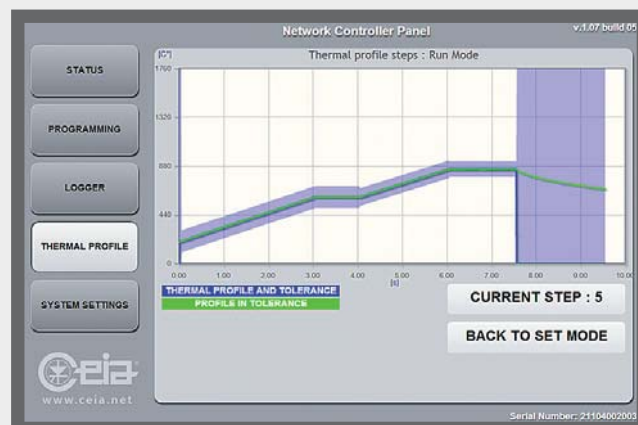 Network Controller Panel
v.1.07 build 05
STATUS
PROGRAMMING
LOGGER
THERMAL PROFILE
SYSTEM SETTINGS
Ceia
www.ceia.net
[C°]
Thermal profile steps : Run Mode
1760
1320
880
440
0
0.00 1.00 2.00 3.00 4.00 5.00 6.00 7.00 8.00 9.00 10.00
[s]
THERMAL PROFILE AND TOLERANCE
PROFILE IN TOLERANCE
CURRENT STEP : 5
BACK TO SET MODE
Serial Number: 21104002003